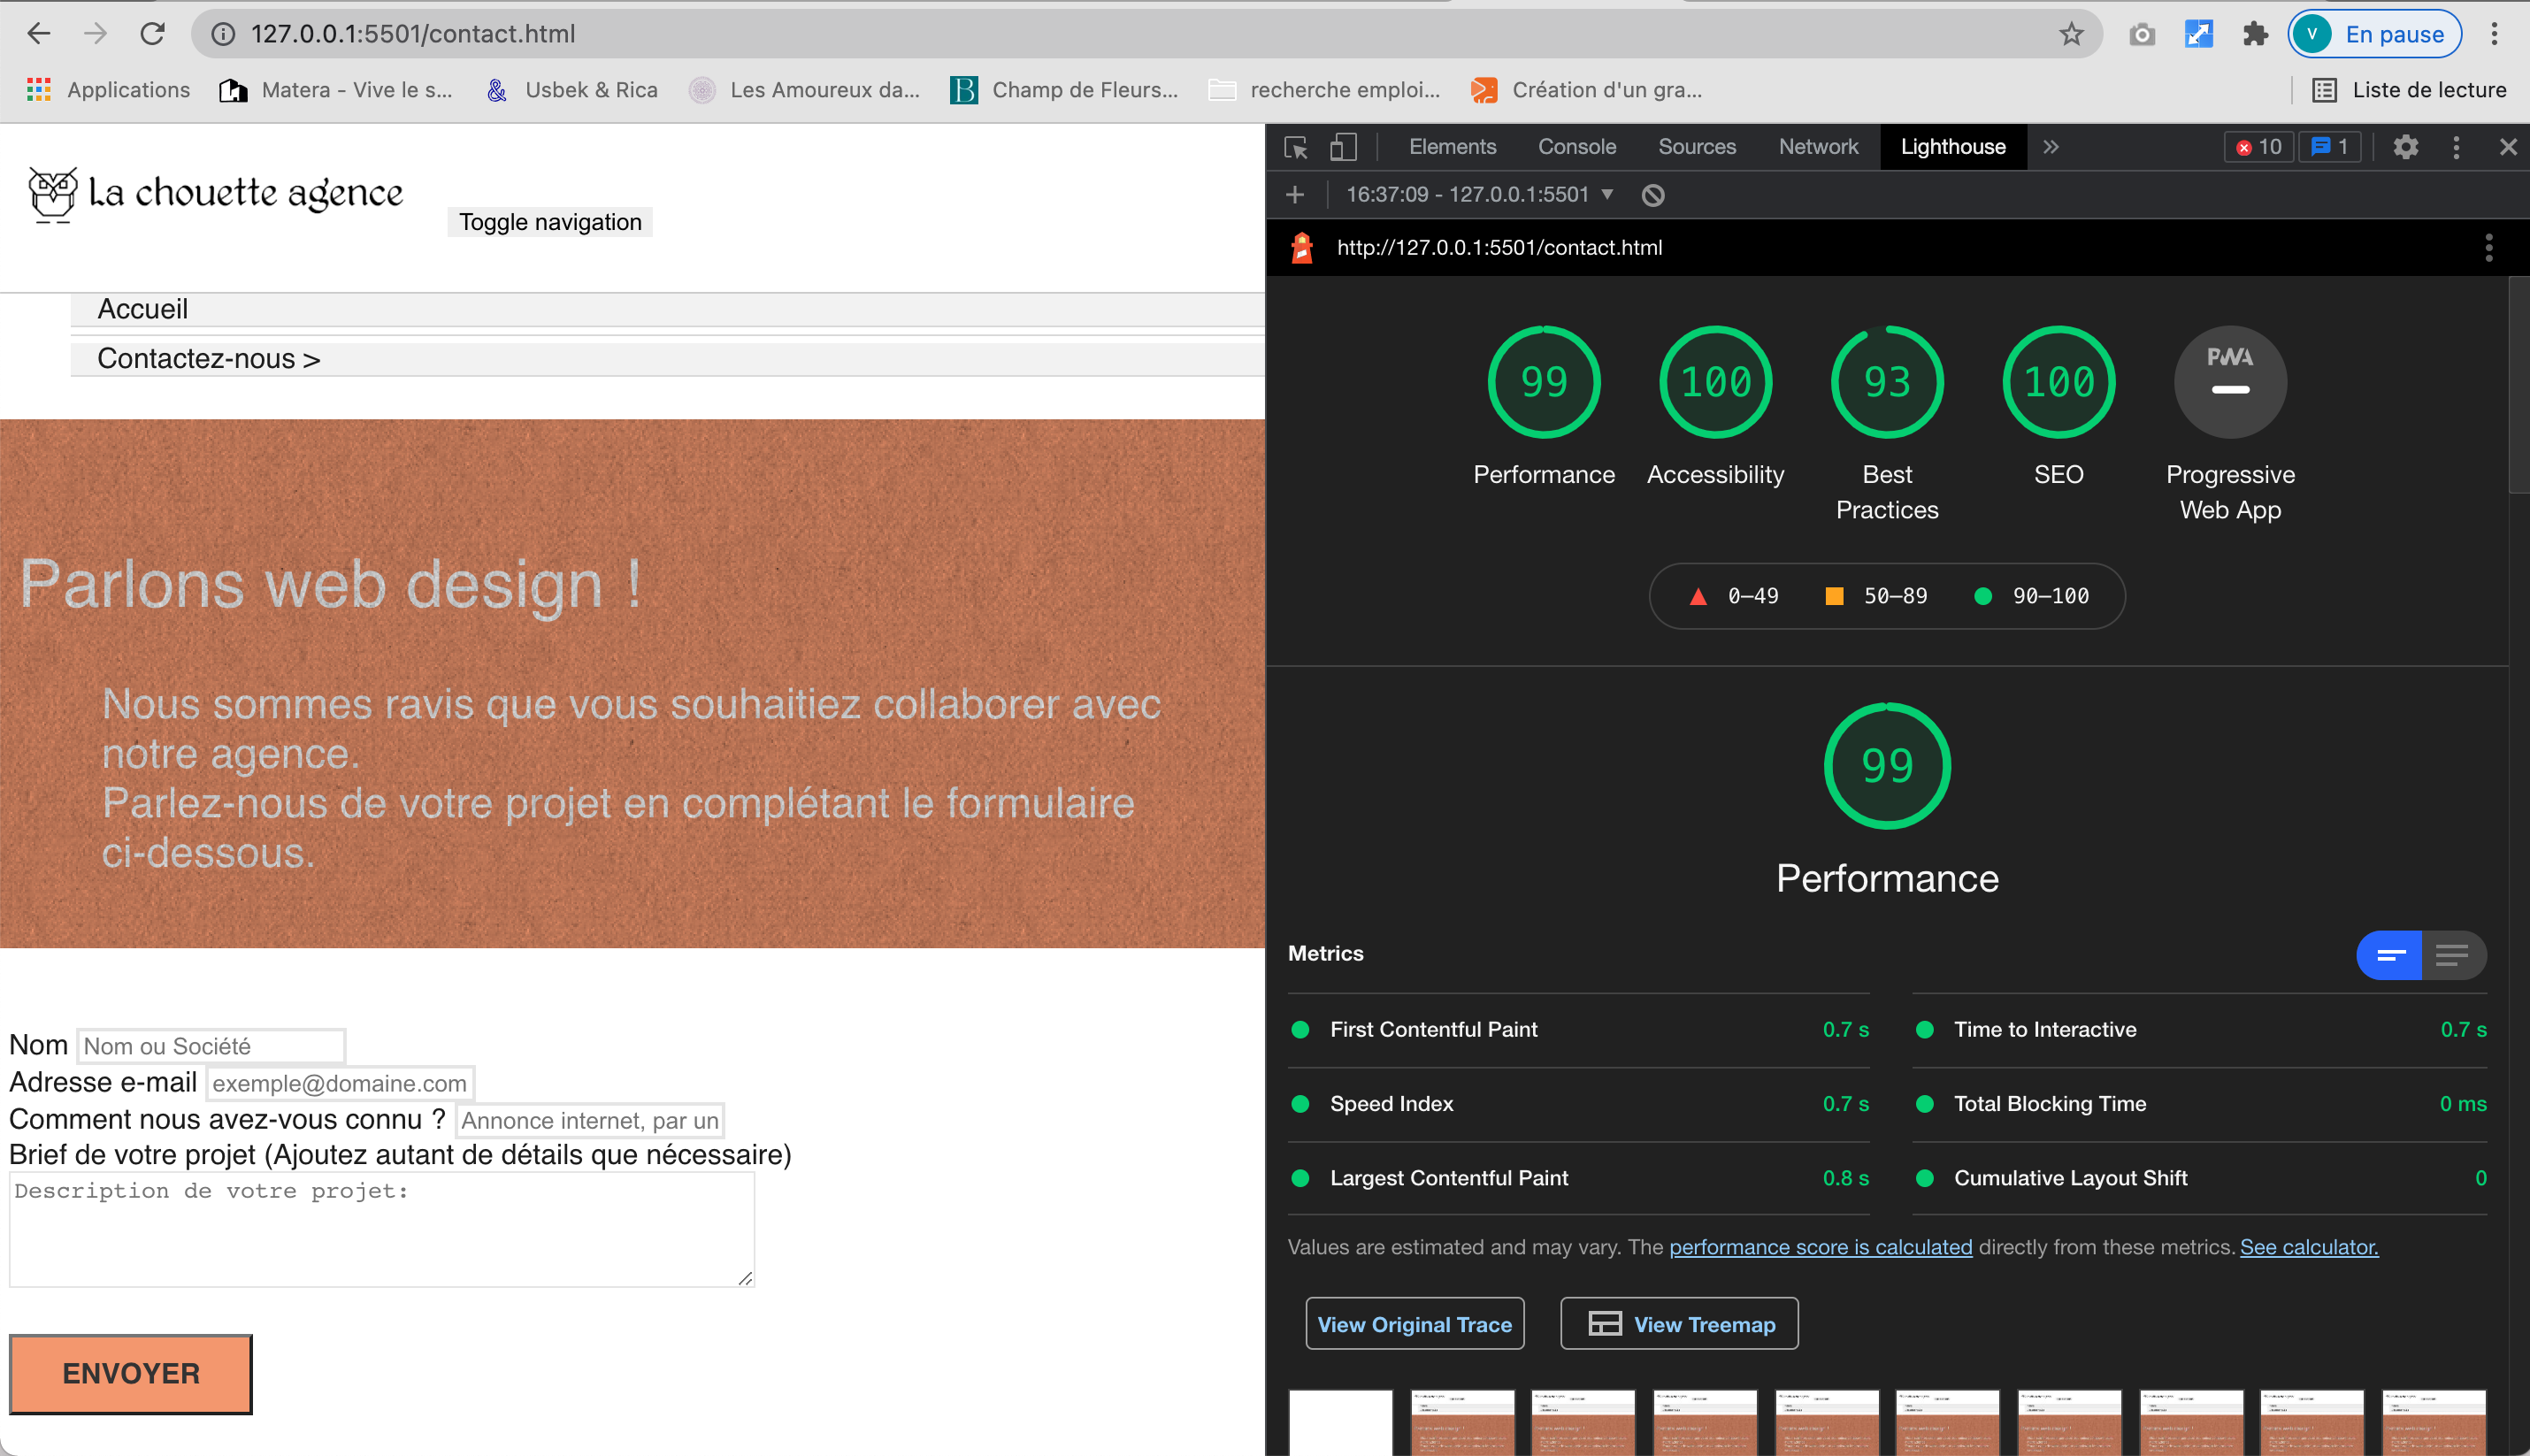 127.0.0.1:5501/contact.html
V En pause
Applications Matera - Vive le s... & Usbek & Rica Les Amoureux da... B Champ de Fleurs... recherche emploi... Création d'un gra... Liste de lecture
La chouette agence
Toggle navigation
Accueil
Contactez-nous >
Parlons web design !
Nous sommes ravis que vous souhaitiez collaborer avec
notre agence.
Parlez-nous de votre projet en complétant le formulaire
ci-dessous.
Nom Nom ou Société
Adresse e-mail exemple@domaine.com
Comment nous avez-vous connu ? Annonce internet, par un
Brief de votre projet (Ajoutez autant de détails que nécessaire)
Description de votre projet:
ENVOYER
Elements Console Sources Network Lighthouse » 10 1
16:37:09 - 127.0.0.1:5501
http://127.0.0.1:5501/contact.html
99 100 93 100 PWA
Performance Accessibility Best Practices SEO Progressive Web App
0–49 50–89 90–100
99
Performance
Metrics
First Contentful Paint 0.7 s
Time to Interactive 0.7 s
Speed Index 0.7 s
Total Blocking Time 0 ms
Largest Contentful Paint 0.8 s
Cumulative Layout Shift 0
Values are estimated and may vary. The performance score is calculated directly from these metrics. See calculator.
View Original Trace View Treemap